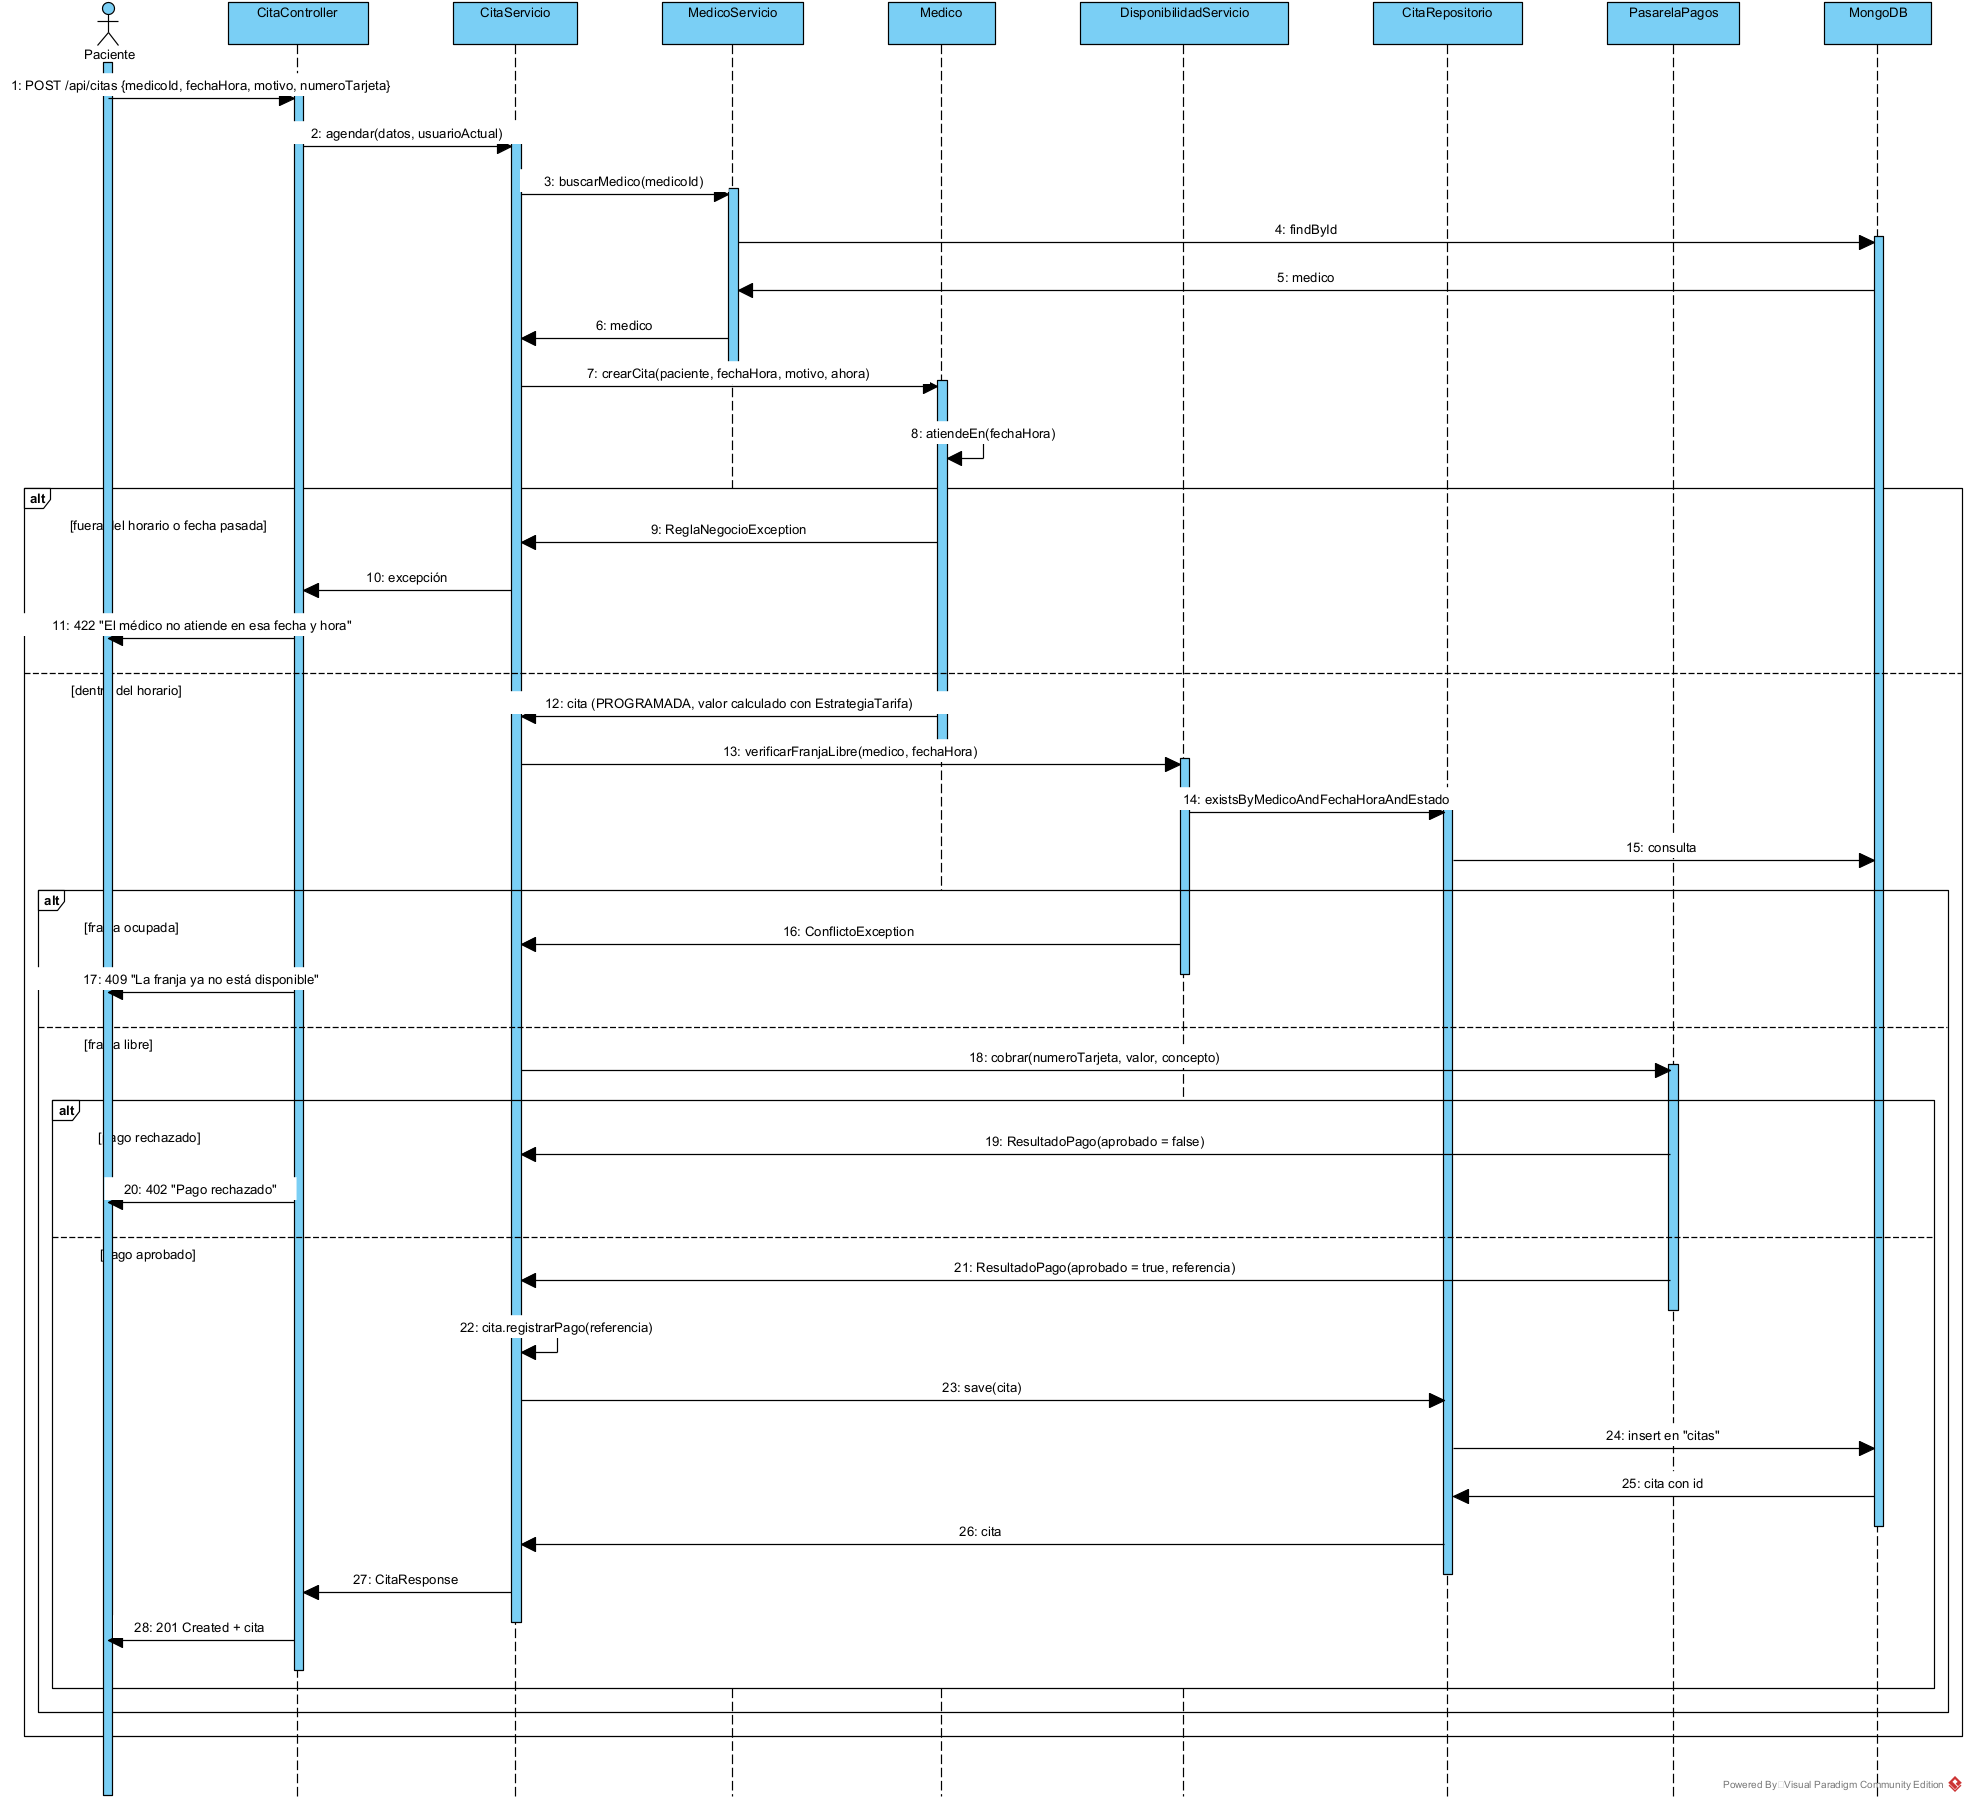 CitaController
CitaServicio
MedicoServicio
Medico
DisponibilidadServicio
CitaRepositorio
PasarelaPagos
MongoDB
Paciente
1: POST /api/citas {medicoId, fechaHora, motivo, numeroTarjeta}
2: agendar(datos, usuarioActual)
3: buscarMedico(medicoId)
4: findById
5: medico
6: medico
7: crearCita(paciente, fechaHora, motivo, ahora)
8: atiendeEn(fechaHora)
alt
[fuera del horario o fecha pasada]
9: ReglaNegocioException
10: excepción
11: 422 "El médico no atiende en esa fecha y hora"
[dentro del horario]
12: cita (PROGRAMADA, valor calculado con EstrategiaTarifa)
13: verificarFranjaLibre(medico, fechaHora)
14: existsByMedicoAndFechaHoraAndEstado
15: consulta
alt
[franja ocupada]
16: ConflictoException
17: 409 "La franja ya no está disponible"
[franja libre]
18: cobrar(numeroTarjeta, valor, concepto)
alt
[pago rechazado]
19: ResultadoPago(aprobado = false)
20: 402 "Pago rechazado"
[pago aprobado]
21: ResultadoPago(aprobado = true, referencia)
22: cita.registrarPago(referencia)
23: save(cita)
24: insert en "citas"
25: cita con id
26: cita
27: CitaResponse
28: 201 Created + cita
Powered By Visual Paradigm Community Edition